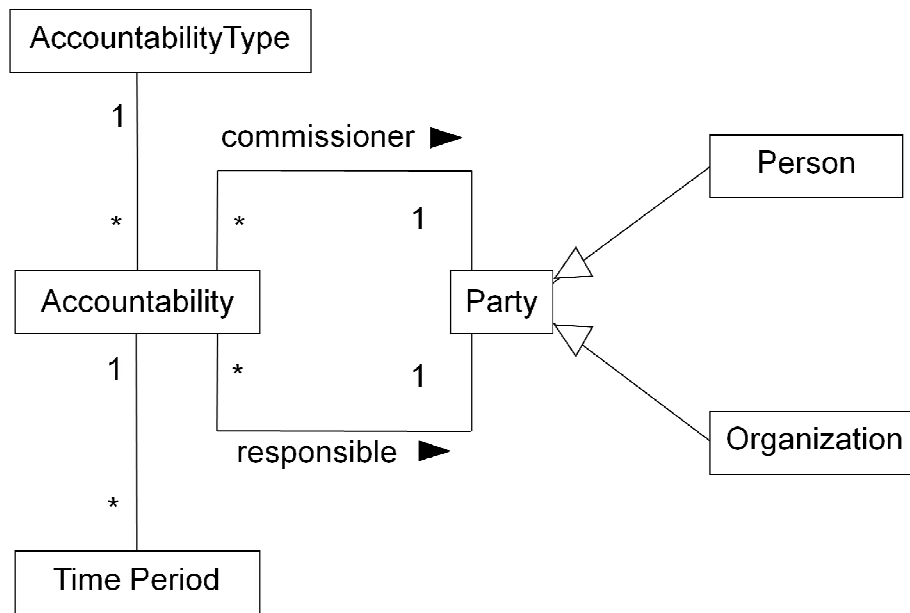 AccountabilityType
1
commissioner ►
Person
*
*
1
Accountability
Party
1
*
1
Organization
responsible ►
*
Time Period